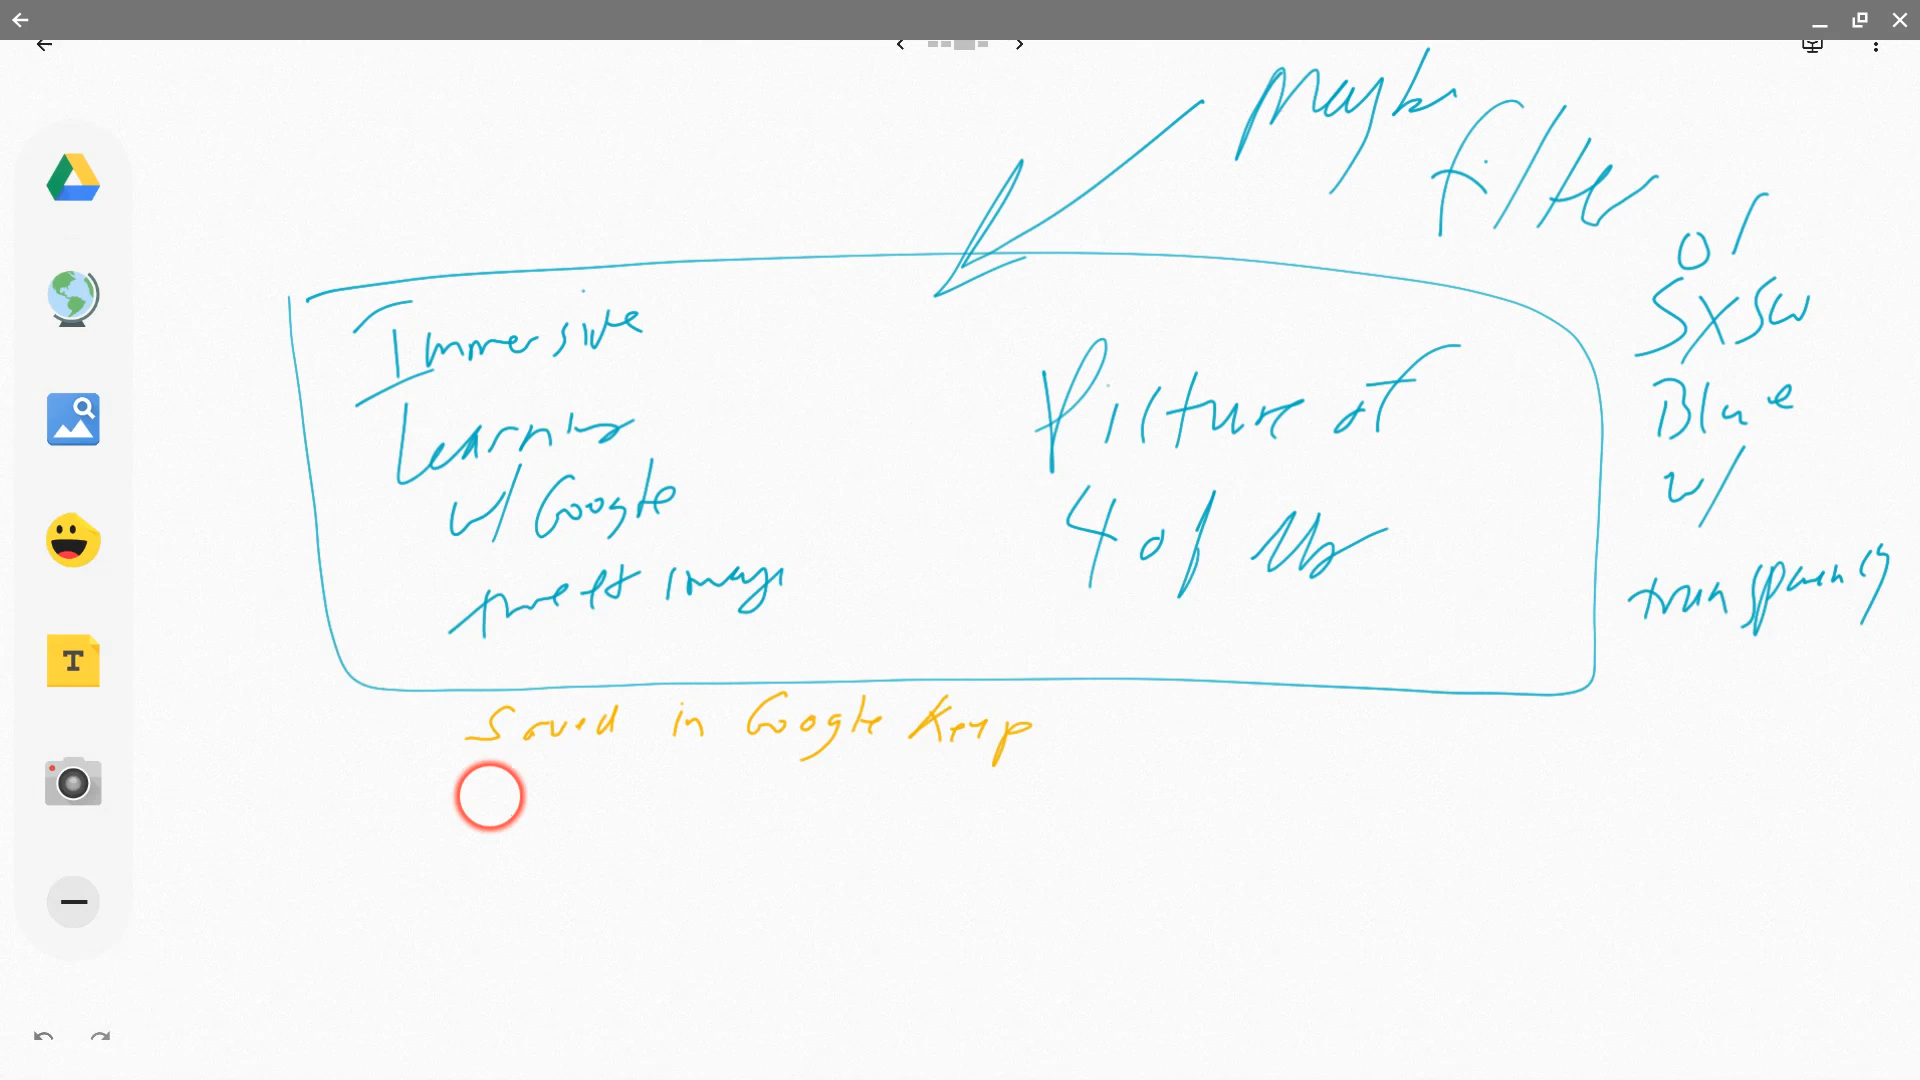 Maybe
filter
or
SXSW
Blue
w/
transparency
Immersive
Learning
w/ Google
tweet image
Picture of
4 of Us
Saved in Google Keep
T